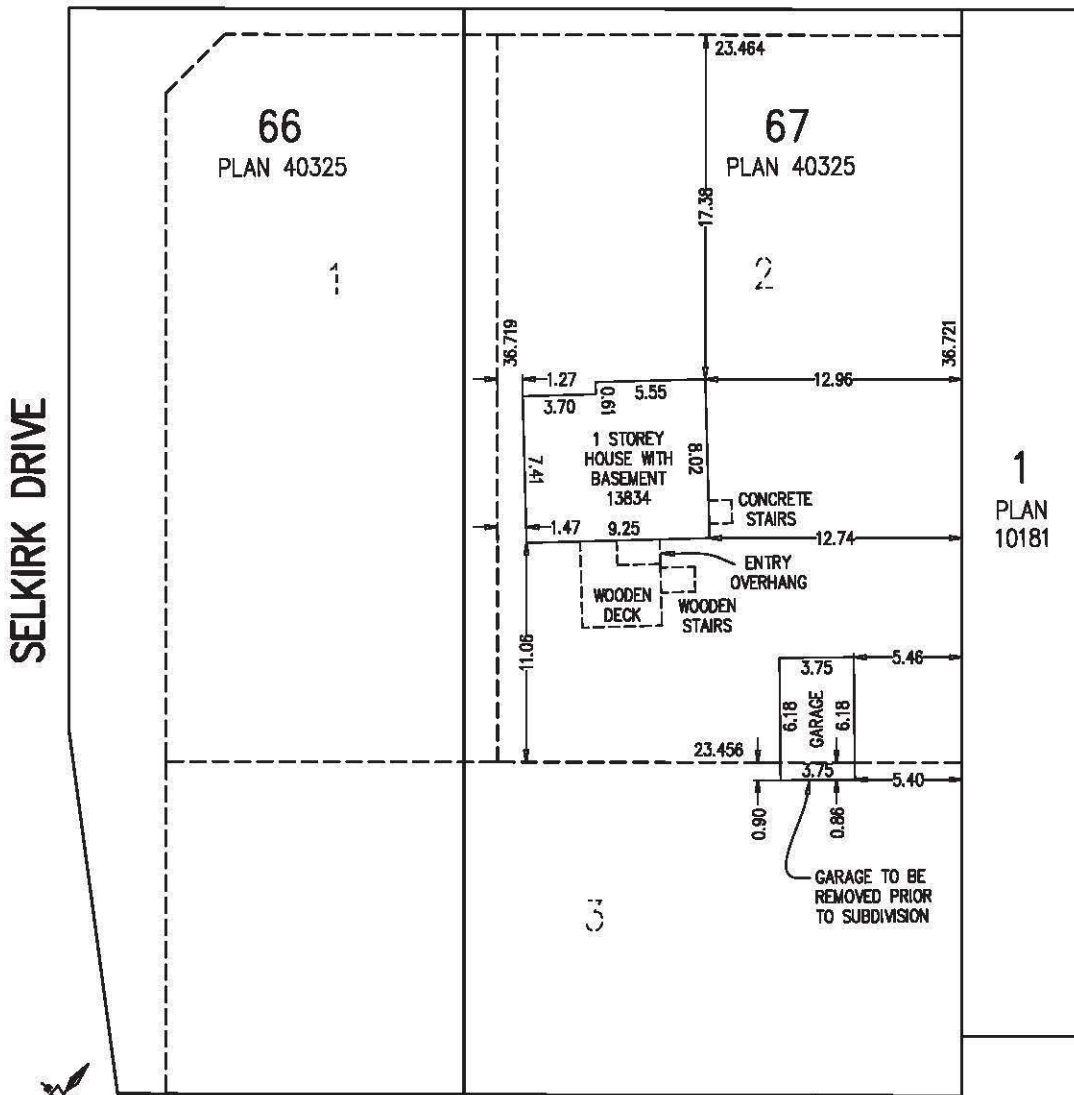 23.464
66
PLAN 40325
67
PLAN 40325
17.38
1
2
36.719
36.721
1.27
12.96
3.70
0.61
5.55
1 STOREY
HOUSE WITH
BASEMENT
13834
7.41
8.02
SELKIRK DRIVE
1
PLAN
10181
CONCRETE
STAIRS
1.47
9.25
12.74
ENTRY
OVERHANG
WOODEN
DECK
WOODEN
STAIRS
11.06
3.75
5.46
6.18
GARAGE
6.18
23.456
3.75
5.40
0.90
0.86
GARAGE TO BE
REMOVED PRIOR
TO SUBDIVISION
3